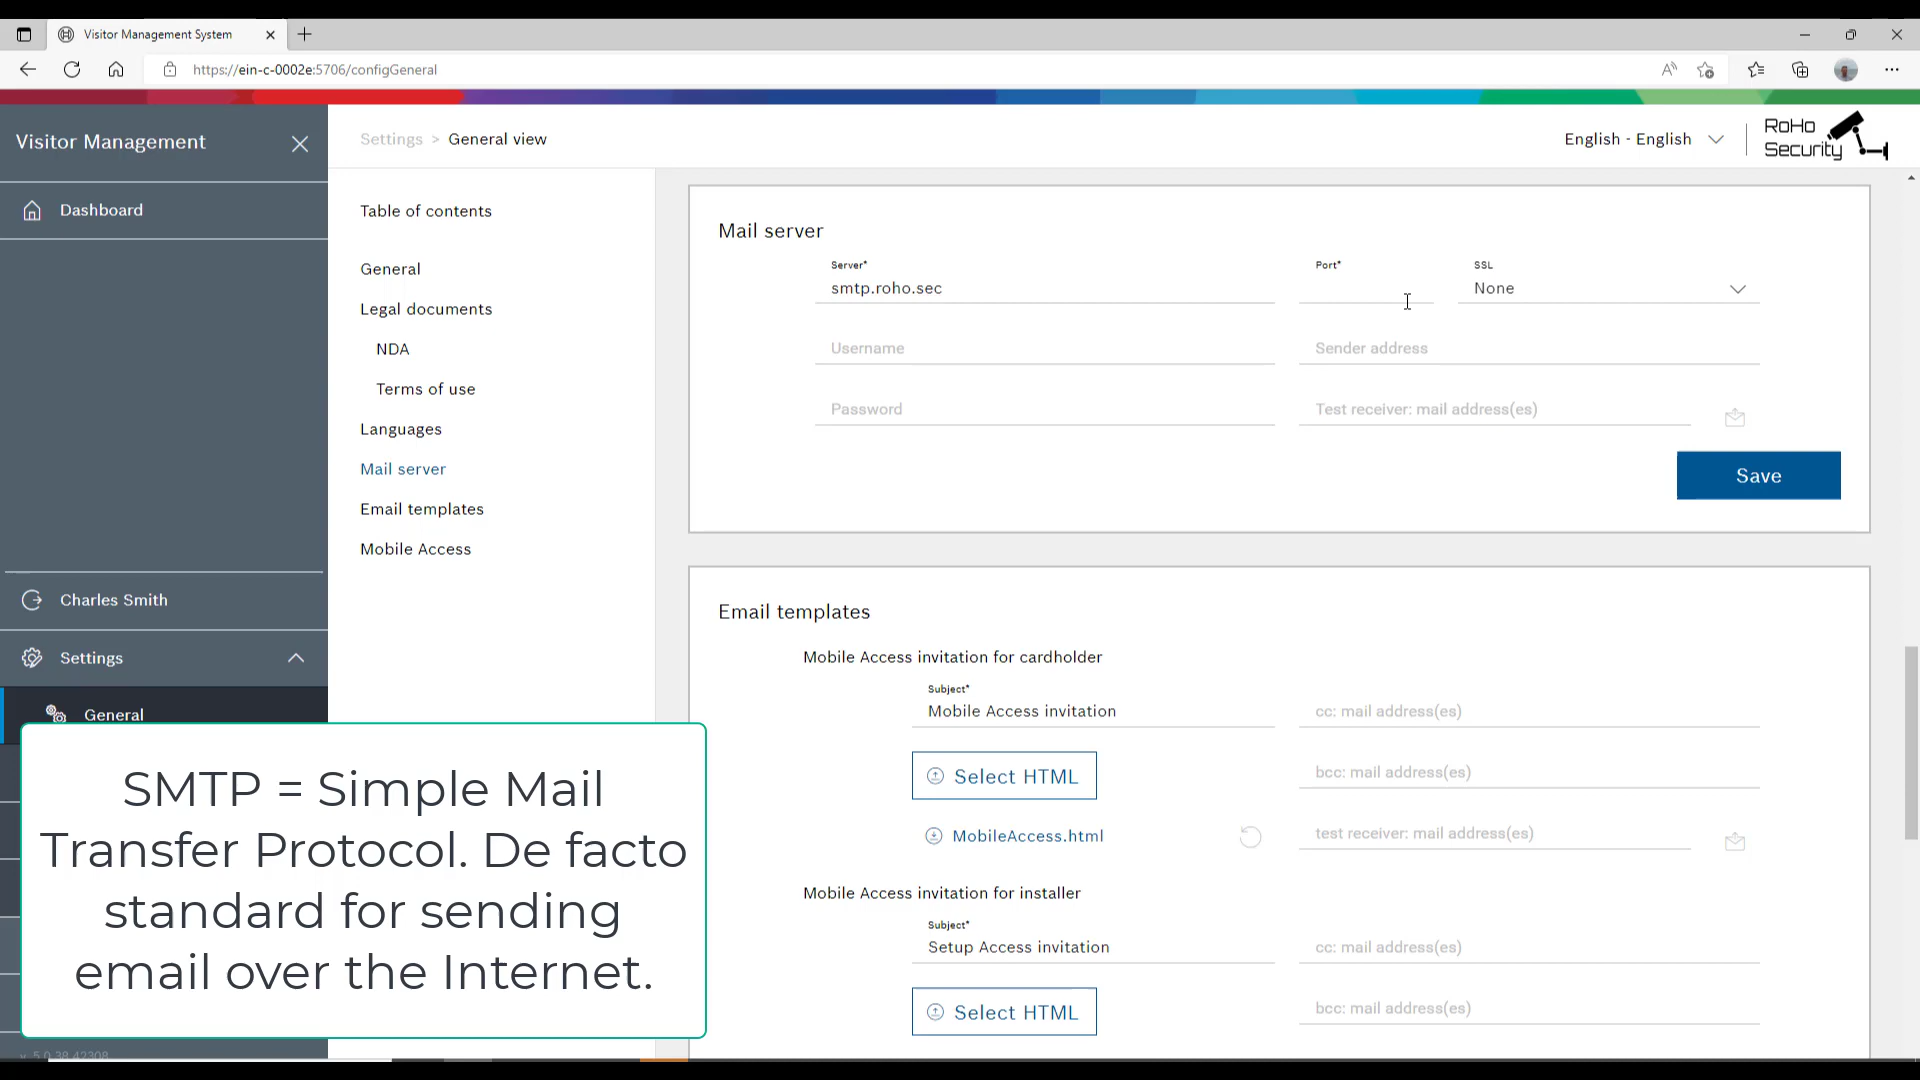 Visitor Management System
https://ein-c-0002e:5706/configGeneral
Visitor Management
Settings > General view
English - English
RoHo
Security
Dashboard
Charles Smith
Settings
General
Table of contents
General
Legal documents
NDA
Terms of use
Languages
Mail server
Email templates
Mobile Access
Mail server
Server*
smtp.roho.sec
Port*
SSL
None
Username
Sender address
Password
Test receiver: mail address(es)
Save
Email templates
Mobile Access invitation for cardholder
Subject*
Mobile Access invitation
cc: mail address(es)
Select HTML
bcc: mail address(es)
MobileAccess.html
test receiver: mail address(es)
Mobile Access invitation for installer
Subject*
Setup Access invitation
cc: mail address(es)
Select HTML
bcc: mail address(es)
SMTP = Simple Mail
Transfer Protocol. De facto
standard for sending
email over the Internet.